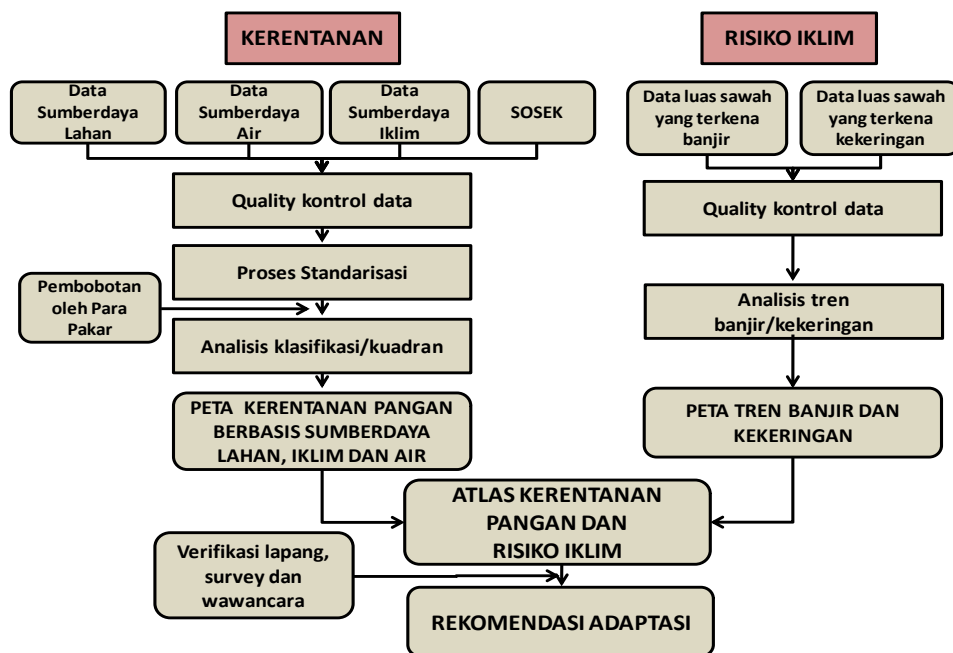 KERENTANAN
RISIKO IKLIM
Data
Sumberdaya
Lahan
Data
Sumberdaya
Air
Data
Sumberdaya
Iklim
SOSEK
Data luas sawah
yang terkena
banjir
Data luas sawah
yang terkena
kekeringan
Quality kontrol data
Quality kontrol data
Proses Standarisasi
Pembobotan
oleh Para
Pakar
Analisis tren
banjir/kekeringan
Analisis klasifikasi/kuadran
PETA KERENTANAN PANGAN
BERBASIS SUMBERDAYA
LAHAN, IKLIM DAN AIR
PETA TREN BANJIR DAN
KEKERINGAN
ATLAS KERENTANAN
PANGAN DAN
RISIKO IKLIM
Verifikasi lapang,
survey dan
wawancara
REKOMENDASI ADAPTASI